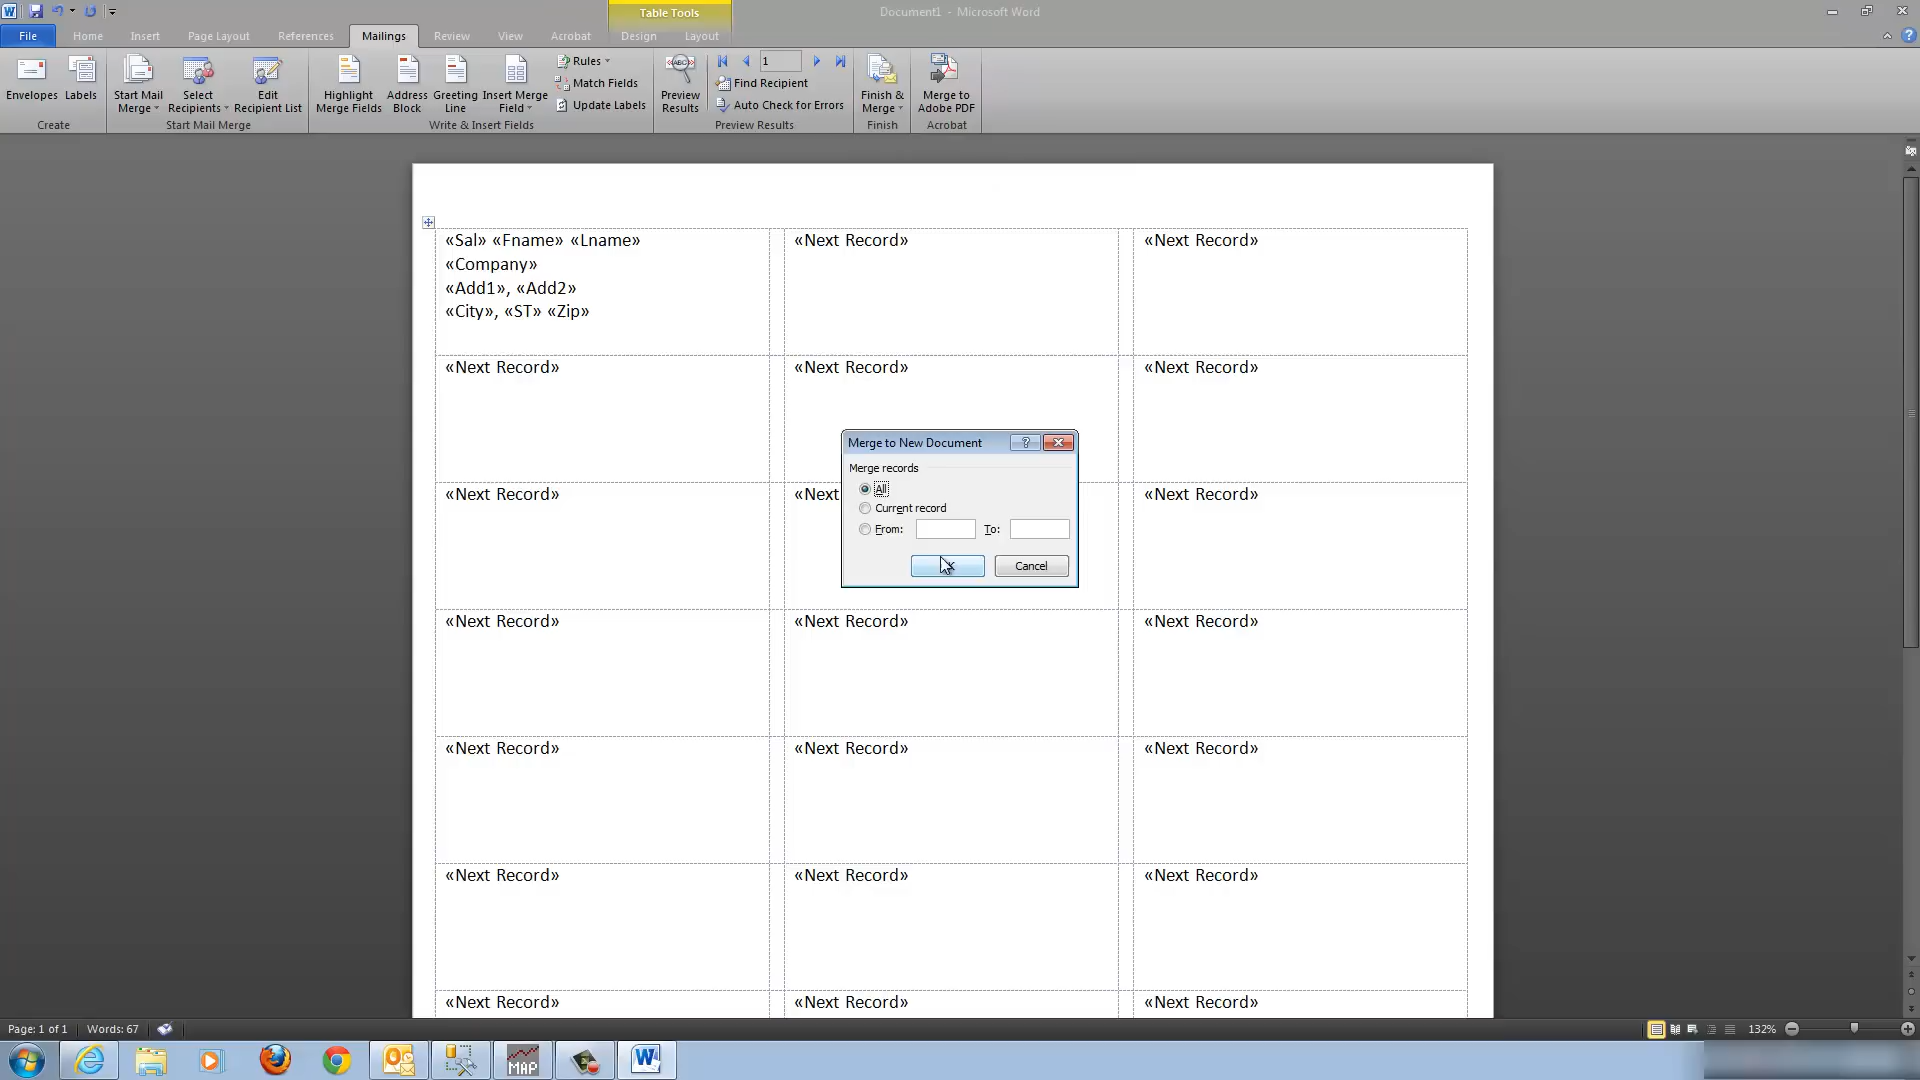 Table Tools
Document1 - Microsoft Word
File Home Insert Page Layout References Mailings Review View Acrobat Design Layout
Envelopes
Labels
Create
Start Mail
Merge
Select
Recipients
Edit
Recipient List
Start Mail Merge
Highlight
Merge Fields
Address
Block
Greeting
Line
Insert Merge
Field
Rules
Match Fields
Update Labels
Write & Insert Fields
ABC
Preview
Results
1
Find Recipient
Auto Check for Errors
Preview Results
Finish &
Merge
Finish
Merge to
Adobe PDF
Acrobat
«Sal» «Fname» «Lname»
«Company»
«Add1», «Add2»
«City», «ST» «Zip»
«Next Record» «Next Record»
«Next Record» «Next Record» «Next Record»
«Next Record» «Next «Next Record»
Merge to New Document
Merge records
All
Current record
From: To:
Cancel
«Next Record» «Next Record» «Next Record»
«Next Record» «Next Record» «Next Record»
«Next Record» «Next Record» «Next Record»
«Next Record» «Next Record» «Next Record»
Page: 1 of 1 Words: 67 132%
MAP